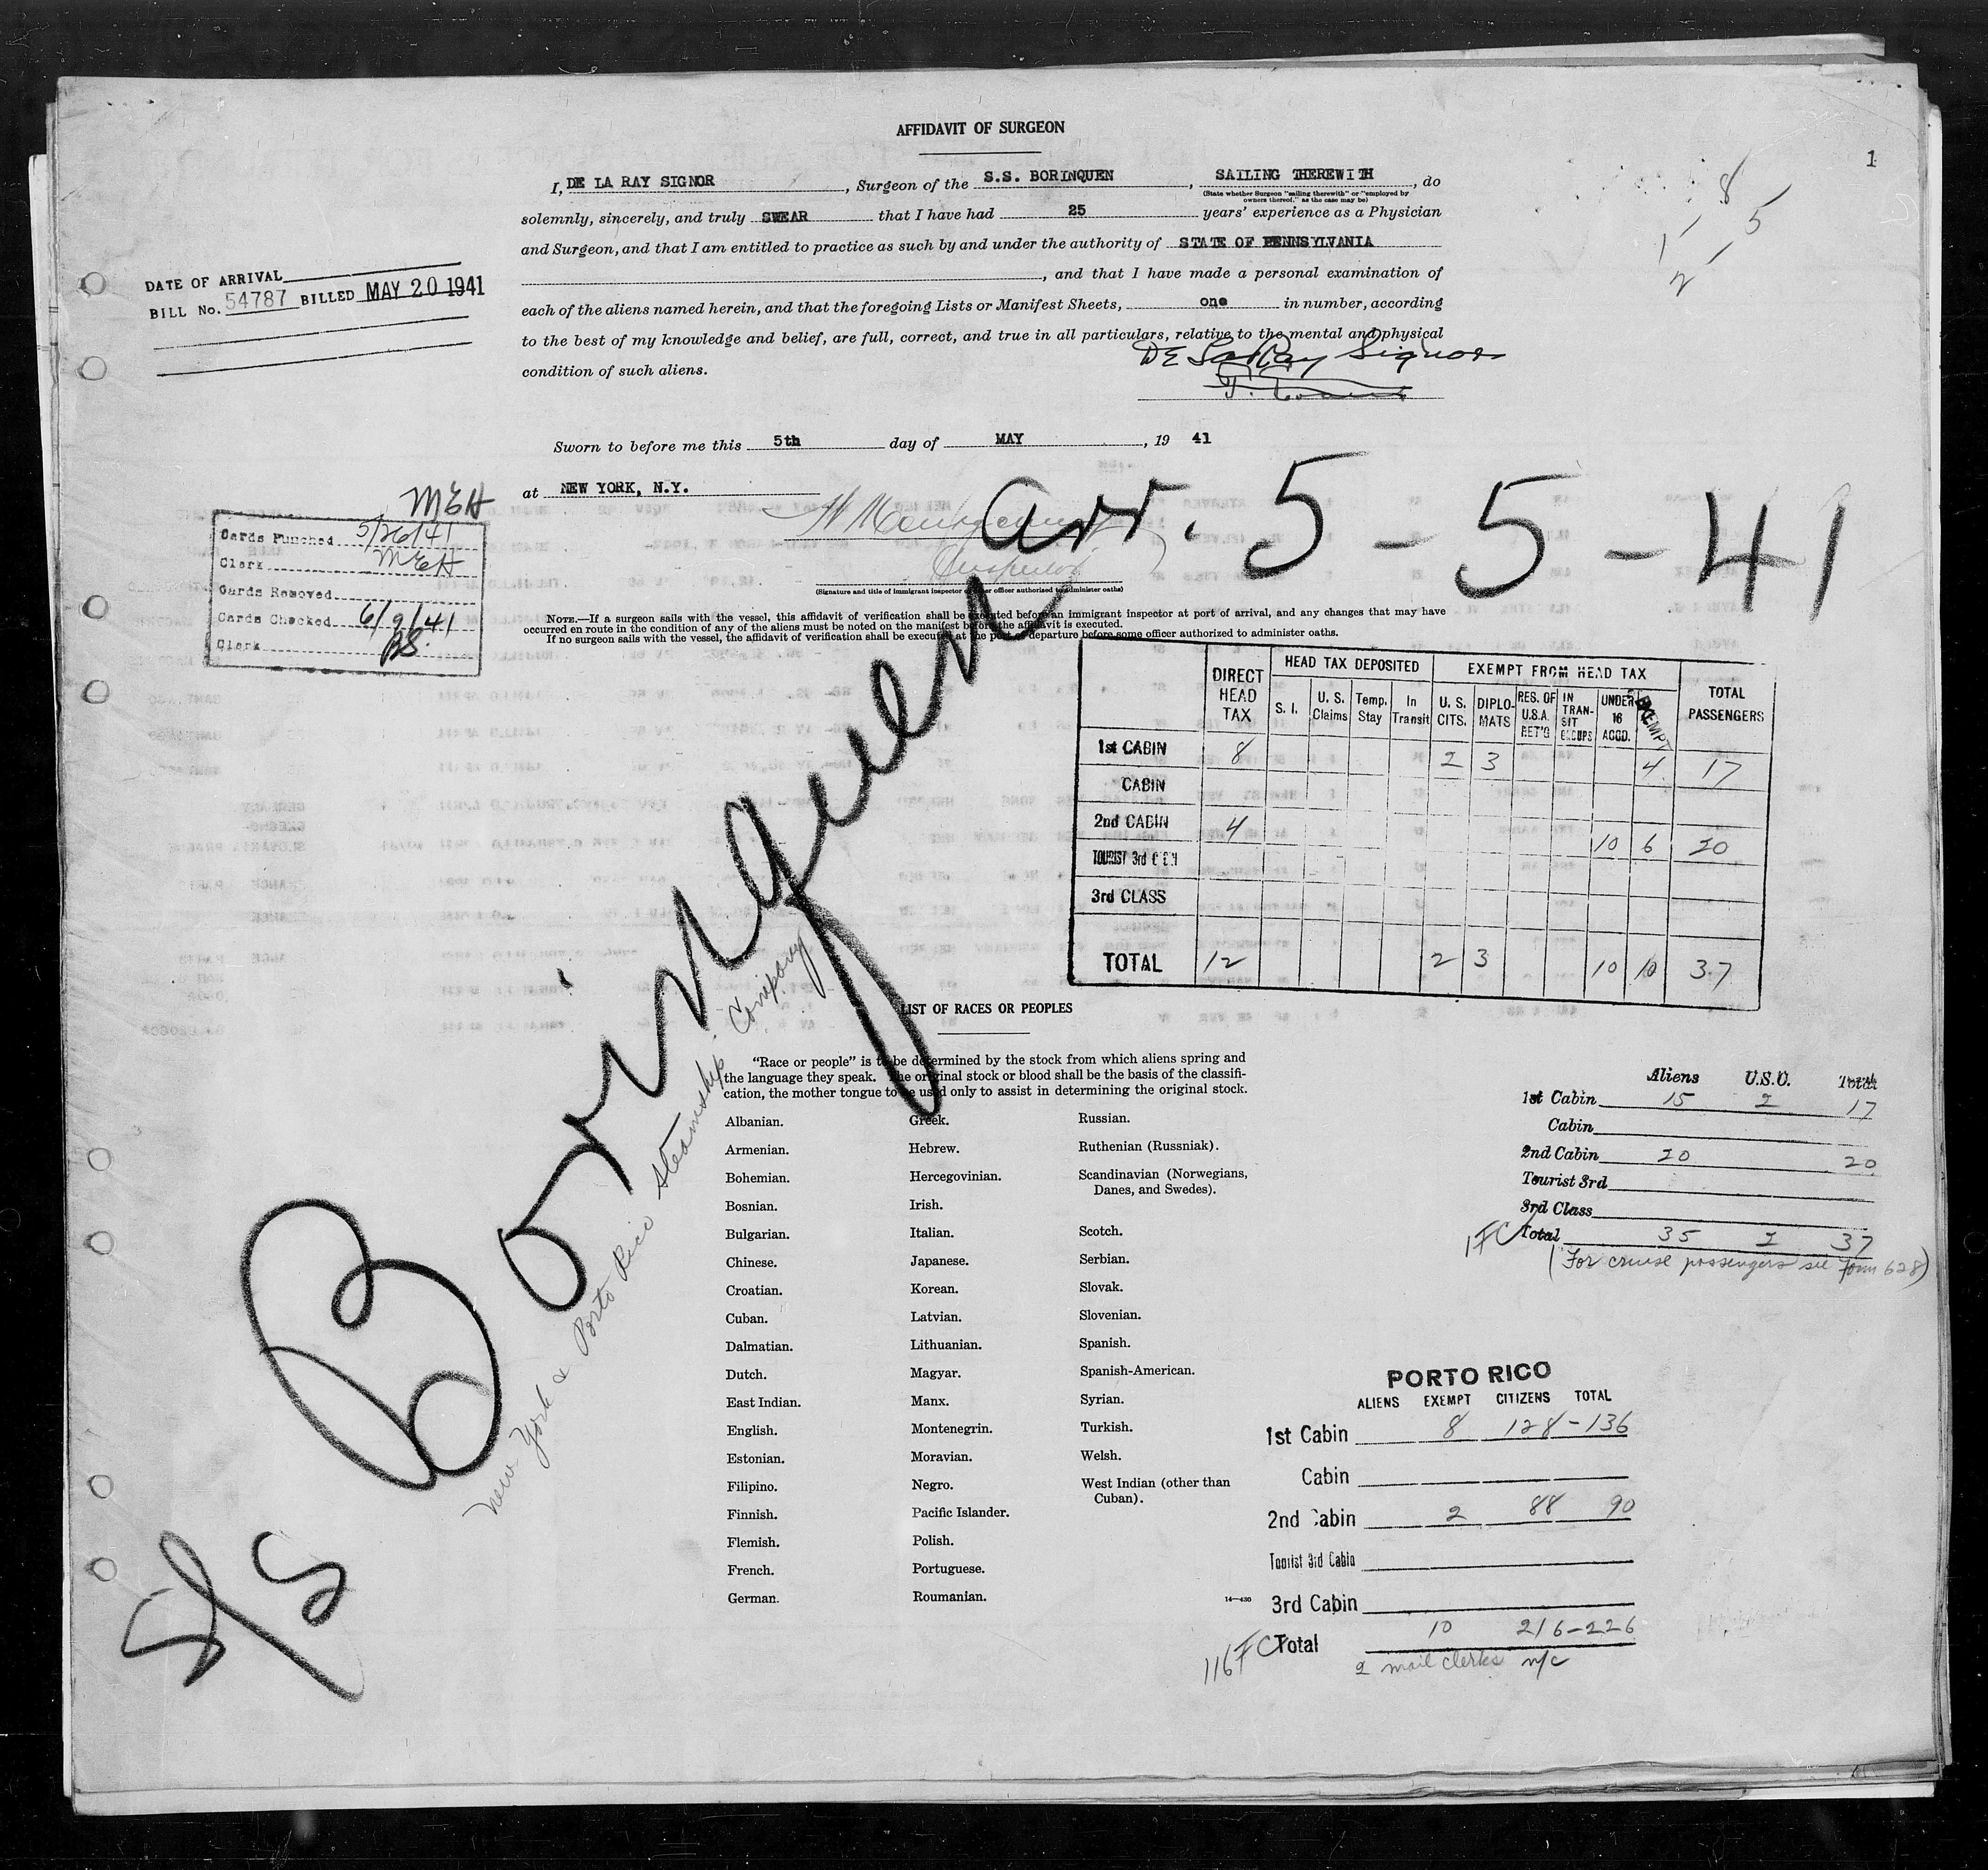 AFFIDAVIT OF SURGEON
1
I, DE LA RAY SIGNOR, Surgeon of the S.S. BORINQUEN, SAILING THEREWITH, do
(State whether Surgeon "sailing therewith" or "employed by
owners thereof," as the case may be)
solemnly, sincerely, and truly SWEAR that I have had 25 years' experience as a Physician
and Surgeon, and that I am entitled to practice as such by and under the authority of STATE OF PENNSYLVANIA
, and that I have made a personal examination of
each of the aliens named herein, and that the foregoing Lists or Manifest Sheets, one in number, according
to the best of my knowledge and belief, are full, correct, and true in all particulars, relative to the mental and physical
condition of such aliens.
De LaRay Signor
8
5
1
2
DATE OF ARRIVAL
BILL No. 54787 BILLED MAY 20 1941
Sworn to before me this 5th day of MAY, 19 41
at NEW YORK, N.Y.
W Montgomery
Inspector
(Signature and title of immigrant inspector or other officer authorized to administer oaths)
arr. 5-5-41
MEH
Cards Punched 5/26/41
Clerk MEH
Cards Removed
Cards Checked 6/9/41
Clerk BS.
NOTE.—If a surgeon sails with the vessel, this affidavit of verification shall be executed before an immigrant inspector at port of arrival, and any changes that may have
occurred en route in the condition of any of the aliens must be noted on the manifest before the affidavit is executed.
If no surgeon sails with the vessel, the affidavit of verification shall be executed at the port of departure before some officer authorized to administer oaths.
DIRECT HEAD TAX HEAD TAX DEPOSITED EXEMPT FROM HEAD TAX TOTAL PASSENGERS
S. I. U. S. Claims Temp. Stay In Transit U. S. CITS. DIPLOMATS RES. OF U.S.A. RET'G IN TRANSIT GROUPS UNDER 16 ACCD. EXEMPT
1st CABIN 8 2 3 4 17
CABIN
2nd CABIN 4 10 6 20
TOURIST 3rd CABIN
3rd CLASS
TOTAL 12 2 3 10 10 37
S/S Borinqueen
New York & Porto Rico Steamship Company
LIST OF RACES OR PEOPLES
"Race or people" is to be determined by the stock from which aliens spring and
the language they speak. The original stock or blood shall be the basis of the classifi-
cation, the mother tongue to be used only to assist in determining the original stock.
Albanian.
Armenian.
Bohemian.
Bosnian.
Bulgarian.
Chinese.
Croatian.
Cuban.
Dalmatian.
Dutch.
East Indian.
English.
Estonian.
Filipino.
Finnish.
Flemish.
French.
German.
Greek.
Hebrew.
Hercegovinian.
Irish.
Italian.
Japanese.
Korean.
Latvian.
Lithuanian.
Magyar.
Manx.
Montenegrin.
Moravian.
Negro.
Pacific Islander.
Polish.
Portuguese.
Roumanian.
Russian.
Ruthenian (Russniak).
Scandinavian (Norwegians,
Danes, and Swedes).
Scotch.
Serbian.
Slovak.
Slovenian.
Spanish.
Spanish-American.
Syrian.
Turkish.
Welsh.
West Indian (other than
Cuban).
14—430
Aliens U.S.C. Total
1st Cabin 15 2 17
Cabin
2nd Cabin 20 20
Tourist 3rd
3rd Class
1FC Total 35 2 37
(For cruise passengers see form 628)
PORTO RICO
ALIENS EXEMPT CITIZENS TOTAL
1st Cabin 8 128-136
Cabin
2nd Cabin 2 88 90
Tourist 3rd Cabin
3rd Cabin
116 FC Total 10 216-226
2 mail clerks n/c